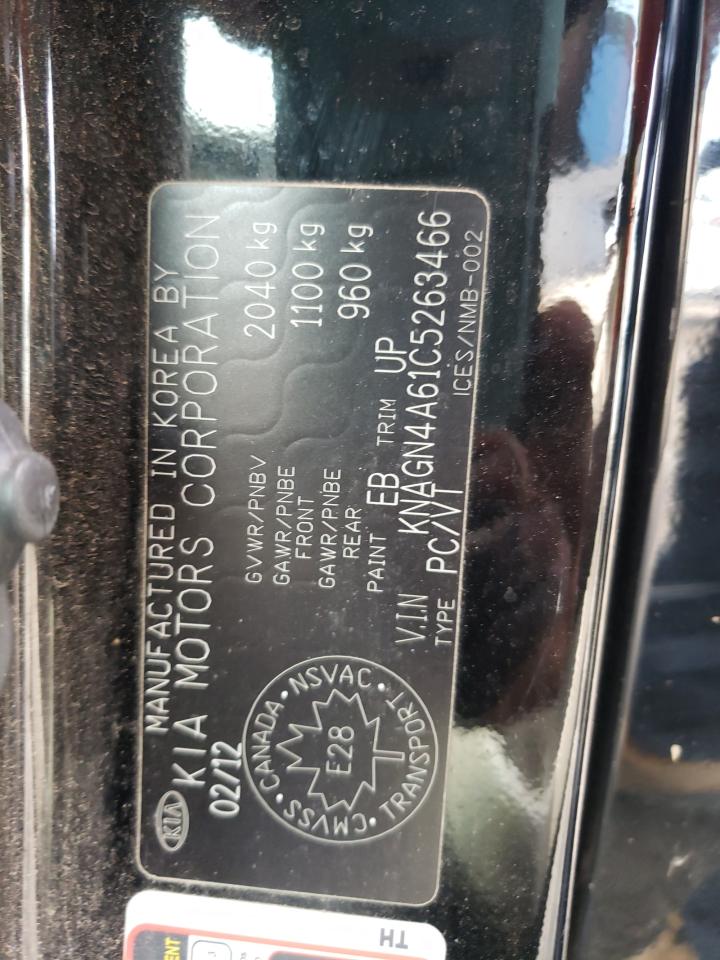 KIA
MANUFACTURED IN KOREA BY
KIA MOTORS CORPORATION
02/12
GVWR/PNBV 2040 kg
GAWR/PNBE FRONT 1100 kg
GAWR/PNBE REAR 960 kg
PAINT EB TRIM UP
V.I.N KNAGN4A61C5263466
TYPE PC/VT
ICES/NMB-002
CMVSS • CANADA • NSVAC • TRANSPORT •
E28
TH
ENT